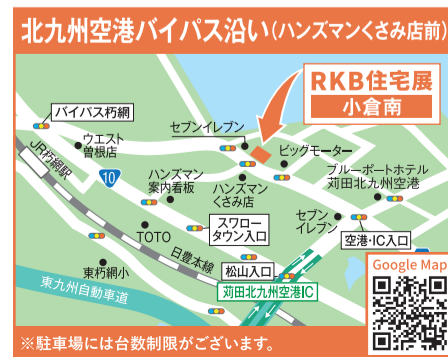 北九州空港バイパス沿い(ハンズマンくさみ店前)
RKB住宅展
小倉南
バイパス朽網
セブンイレブン
ウエスト
曽根店
ビッグモーター
JR朽網駅
10
ハンズマン
案内看板
ハンズマン
くさみ店
ブルーポートホテル
苅田北九州空港
スワロー
タウン入口
セブン
イレブン
TOTO
空港・IC入口
日豊本線
東朽網小
松山入口
苅田北九州空港IC
東九州自動車道
Google Map
※駐車場には台数制限がございます。